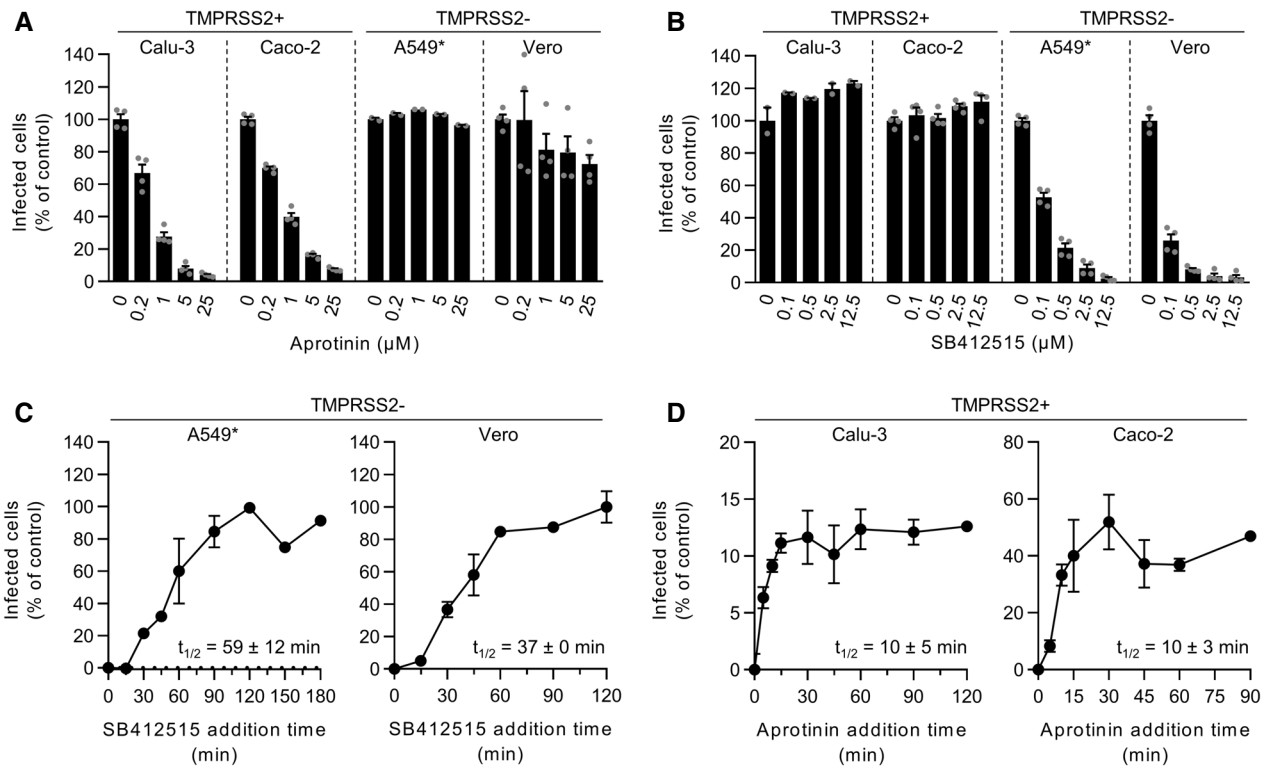 A
TMPRSS2+ TMPRSS2-
Calu-3 Caco-2 A549* Vero
Infected cells
(% of control)
140
120
100
80
60
40
20
0
0 0.2 1 5 25 0 0.2 1 5 25 0 0.2 1 5 25 0 0.2 1 5 25
Aprotinin (µM)
B
TMPRSS2+ TMPRSS2-
Calu-3 Caco-2 A549* Vero
Infected cells
(% of control)
140
120
100
80
60
40
20
0
0 0.1 0.5 2.5 12.5 0 0.1 0.5 2.5 12.5 0 0.1 0.5 2.5 12.5 0 0.1 0.5 2.5 12.5
SB412515 (µM)
C
TMPRSS2-
A549*
Infected cells
(% of control)
140
120
100
80
60
40
20
0
t1/2 = 59 ± 12 min
0 30 60 90 120 150 180
SB412515 addition time
(min)
Vero
140
120
100
80
60
40
20
0
t1/2 = 37 ± 0 min
0 30 60 90 120
SB412515 addition time
(min)
D
TMPRSS2+
Calu-3
Infected cells
(% of control)
20
15
10
5
0
t1/2 = 10 ± 5 min
0 30 60 90 120
Aprotinin addition time
(min)
Caco-2
80
60
40
20
0
t1/2 = 10 ± 3 min
0 15 30 45 60 75 90
Aprotinin addition time
(min)